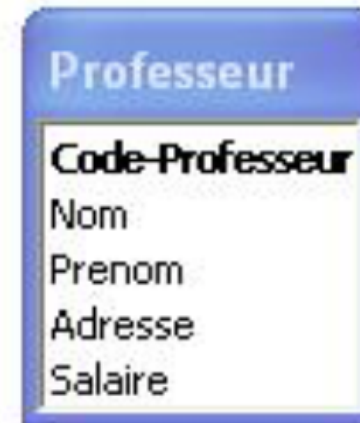 Professeur
Code-Professeur
Nom
Prenom
Adresse
Salaire